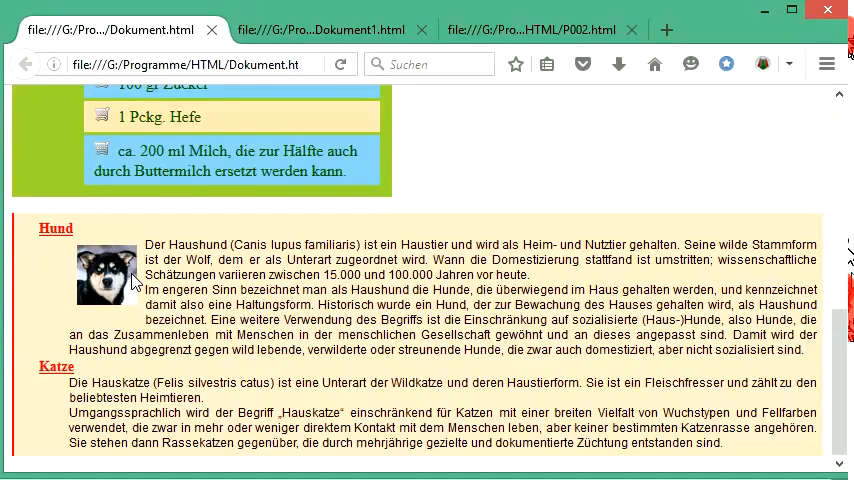 file:///G:/Pro.../Dokument.html
file:///G:/Pro...Dokument1.html
file:///G:/Pro...HTML/P002.html
file:///G:/Programme/HTML/Dokument.ht
Suchen
100 gr Zucker
1 Pckg. Hefe
ca. 200 ml Milch, die zur Hälfte auch
durch Buttermilch ersetzt werden kann.
Hund
Der Haushund (Canis lupus familiaris) ist ein Haustier und wird als Heim- und Nutztier gehalten. Seine wilde Stammform
ist der Wolf, dem er als Unterart zugeordnet wird. Wann die Domestizierung stattfand ist umstritten; wissenschaftliche
Schätzungen variieren zwischen 15.000 und 100.000 Jahren vor heute.
Im engeren Sinn bezeichnet man als Haushund die Hunde, die überwiegend im Haus gehalten werden, und kennzeichnet
damit also eine Haltungsform. Historisch wurde ein Hund, der zur Bewachung des Hauses gehalten wird, als Haushund
bezeichnet. Eine weitere Verwendung des Begriffs ist die Einschränkung auf sozialisierte (Haus-)Hunde, also Hunde, die
an das Zusammenleben mit Menschen in der menschlichen Gesellschaft gewöhnt und an dieses angepasst sind. Damit wird der
Haushund abgegrenzt gegen wild lebende, verwilderte oder streunende Hunde, die zwar auch domestiziert, aber nicht sozialisiert sind.
Katze
Die Hauskatze (Felis silvestris catus) ist eine Unterart der Wildkatze und deren Haustierform. Sie ist ein Fleischfresser und zählt zu den
beliebtesten Heimtieren.
Umgangssprachlich wird der Begriff „Hauskatze“ einschränkend für Katzen mit einer breiten Vielfalt von Wuchstypen und Fellfarben
verwendet, die zwar in mehr oder weniger direktem Kontakt mit dem Menschen leben, aber keiner bestimmten Katzenrasse angehören.
Sie stehen dann Rassekatzen gegenüber, die durch mehrjährige gezielte und dokumentierte Züchtung entstanden sind.